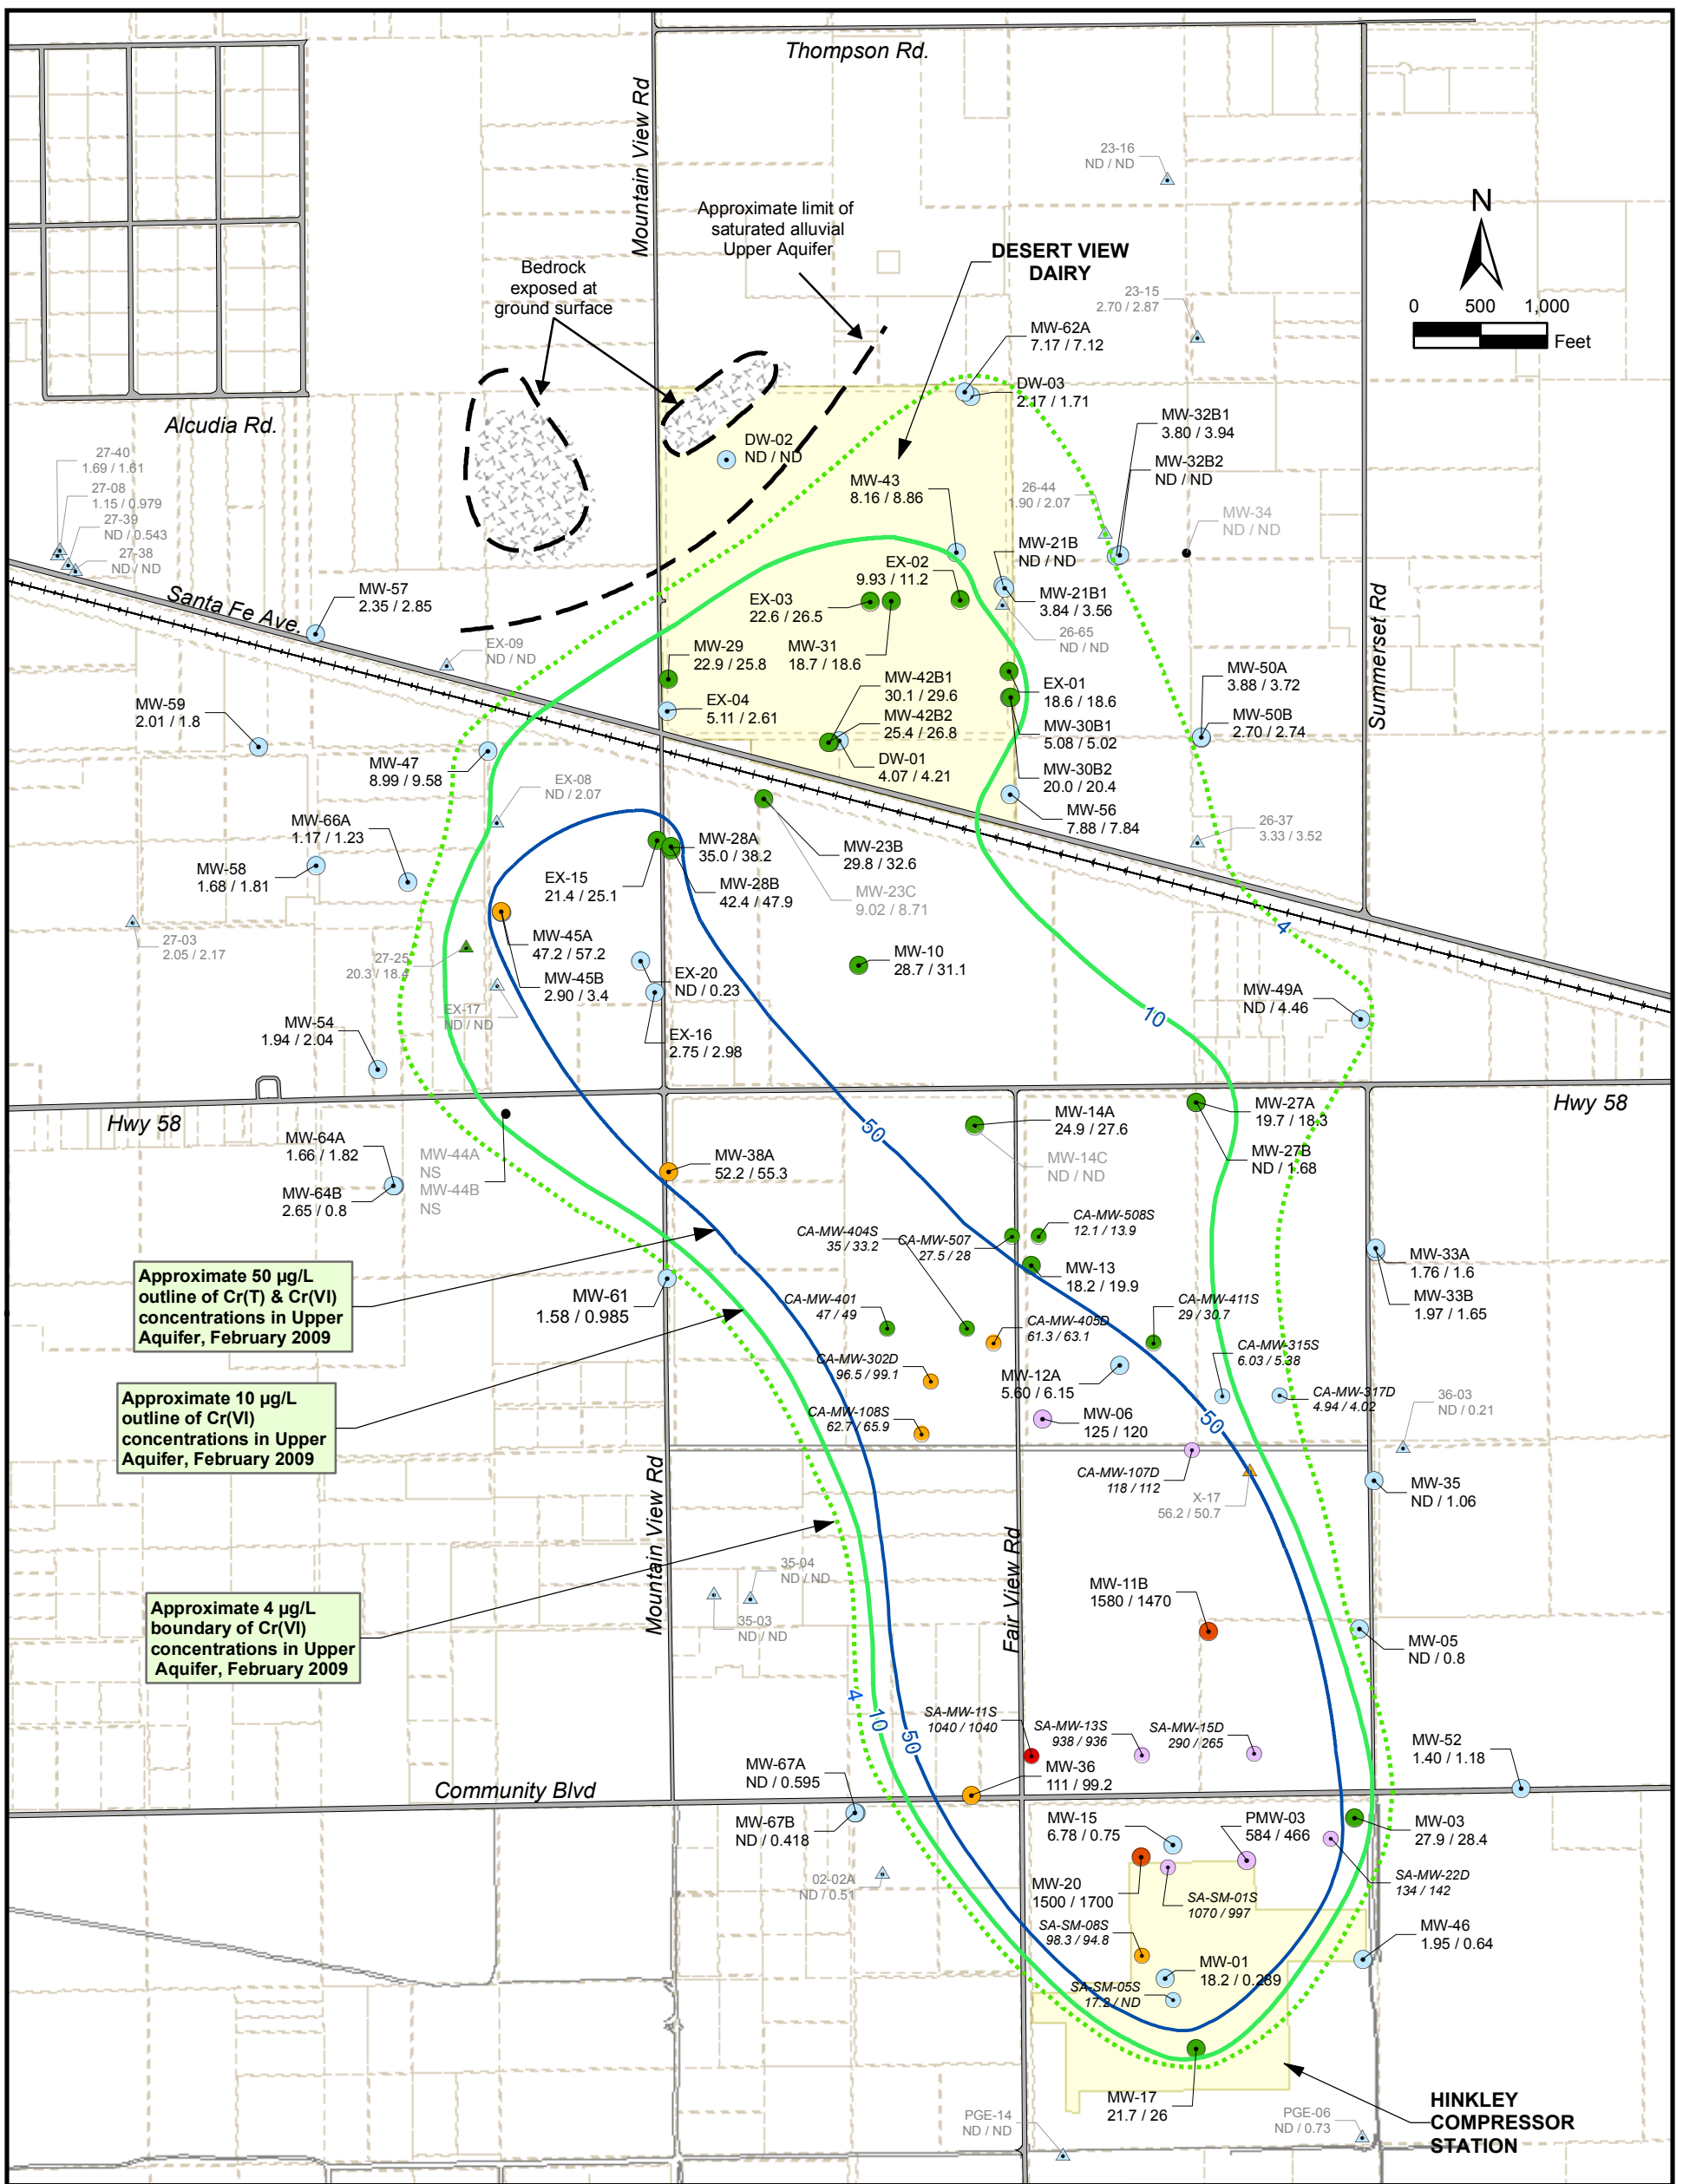 Thompson Rd.
Mountain View Rd
23-16
ND / ND
N
0 500 1,000
Feet
Approximate limit of
saturated alluvial
Upper Aquifer
Bedrock
exposed at
ground surface
DESERT VIEW
DAIRY
23-15
2.70 / 2.87
MW-62A
7.17 / 7.12
DW-03
2.17 / 1.71
MW-32B1
3.80 / 3.94
MW-32B2
ND / ND
Alcudia Rd.
DW-02
ND / ND
27-40
1.69 / 1.61
27-08
1.15 / 0.979
27-39
ND / 0.543
27-38
ND / ND
MW-43
8.16 / 8.86
26-44
1.90 / 2.07
MW-34
ND / ND
MW-21B
ND / ND
EX-02
9.93 / 11.2
MW-21B1
3.84 / 3.56
EX-03
22.6 / 26.5
26-65
ND / ND
MW-57
2.35 / 2.85
Santa Fe Ave.
EX-09
ND / ND
MW-29
22.9 / 25.8
MW-31
18.7 / 18.6
Summerset Rd
MW-42B1
30.1 / 29.6
MW-42B2
25.4 / 26.8
EX-01
18.6 / 18.6
MW-50A
3.88 / 3.72
MW-50B
2.70 / 2.74
MW-59
2.01 / 1.8
EX-04
5.11 / 2.61
MW-30B1
5.08 / 5.02
MW-47
8.99 / 9.58
DW-01
4.07 / 4.21
MW-30B2
20.0 / 20.4
EX-08
ND / 2.07
MW-56
7.88 / 7.84
MW-66A
1.17 / 1.23
26-37
3.33 / 3.52
MW-28A
35.0 / 38.2
MW-23B
29.8 / 32.6
MW-58
1.68 / 1.81
EX-15
21.4 / 25.1
MW-28B
42.4 / 47.9
MW-23C
9.02 / 8.71
4
27-03
2.05 / 2.17
MW-45A
47.2 / 57.2
27-25
20.3 / 18.4
MW-45B
2.90 / 3.4
EX-20
ND / 0.23
MW-10
28.7 / 31.1
MW-49A
ND / 4.46
EX-17
ND / ND
10
MW-54
1.94 / 2.04
EX-16
2.75 / 2.98
Hwy 58
Hwy 58
MW-14A
24.9 / 27.6
MW-27A
19.7 / 18.3
50
MW-64A
1.66 / 1.82
MW-44A
NS
MW-44B
NS
MW-38A
52.2 / 55.3
MW-14C
ND / ND
MW-27B
ND / 1.68
MW-64B
2.65 / 0.8
CA-MW-404S
35 / 33.2
CA-MW-507
27.5 / 28
CA-MW-508S
12.1 / 13.9
MW-33A
1.76 / 1.6
Approximate 50 µg/L
outline of Cr(T) & Cr(VI)
concentrations in Upper
Aquifer, February 2009
MW-13
18.2 / 19.9
MW-33B
1.97 / 1.65
MW-61
1.58 / 0.985
CA-MW-401
47 / 49
CA-MW-405D
61.3 / 63.1
CA-MW-411S
29 / 30.7
CA-MW-315S
6.03 / 5.38
CA-MW-302D
96.5 / 99.1
MW-12A
5.60 / 6.15
CA-MW-317D
4.94 / 4.02
36-03
ND / 0.21
Approximate 10 µg/L
outline of Cr(VI)
concentrations in Upper
Aquifer, February 2009
CA-MW-108S
62.7 / 65.9
MW-06
125 / 120
50
CA-MW-107D
118 / 112
X-17
56.2 / 50.7
MW-35
ND / 1.06
Mountain View Rd
Fair View Rd
35-04
ND / ND
35-03
ND / ND
MW-11B
1580 / 1470
Approximate 4 µg/L
boundary of Cr(VI)
concentrations in Upper
Aquifer, February 2009
MW-05
ND / 0.8
4
10
50
SA-MW-11S
1040 / 1040
SA-MW-13S
938 / 936
SA-MW-15D
290 / 265
MW-52
1.40 / 1.18
MW-67A
ND / 0.595
MW-36
111 / 99.2
Community Blvd
MW-67B
ND / 0.418
MW-15
6.78 / 0.75
PMW-03
584 / 466
MW-03
27.9 / 28.4
02-02A
ND / 0.51
MW-20
1500 / 1700
SA-SM-01S
1070 / 997
SA-MW-22D
134 / 142
SA-SM-08S
98.3 / 94.8
MW-46
1.95 / 0.64
MW-01
18.2 / 0.289
SA-SM-05S
17.2 / ND
MW-17
21.7 / 26
PGE-14
ND / ND
PGE-06
ND / 0.73
HINKLEY
COMPRESSOR
STATION